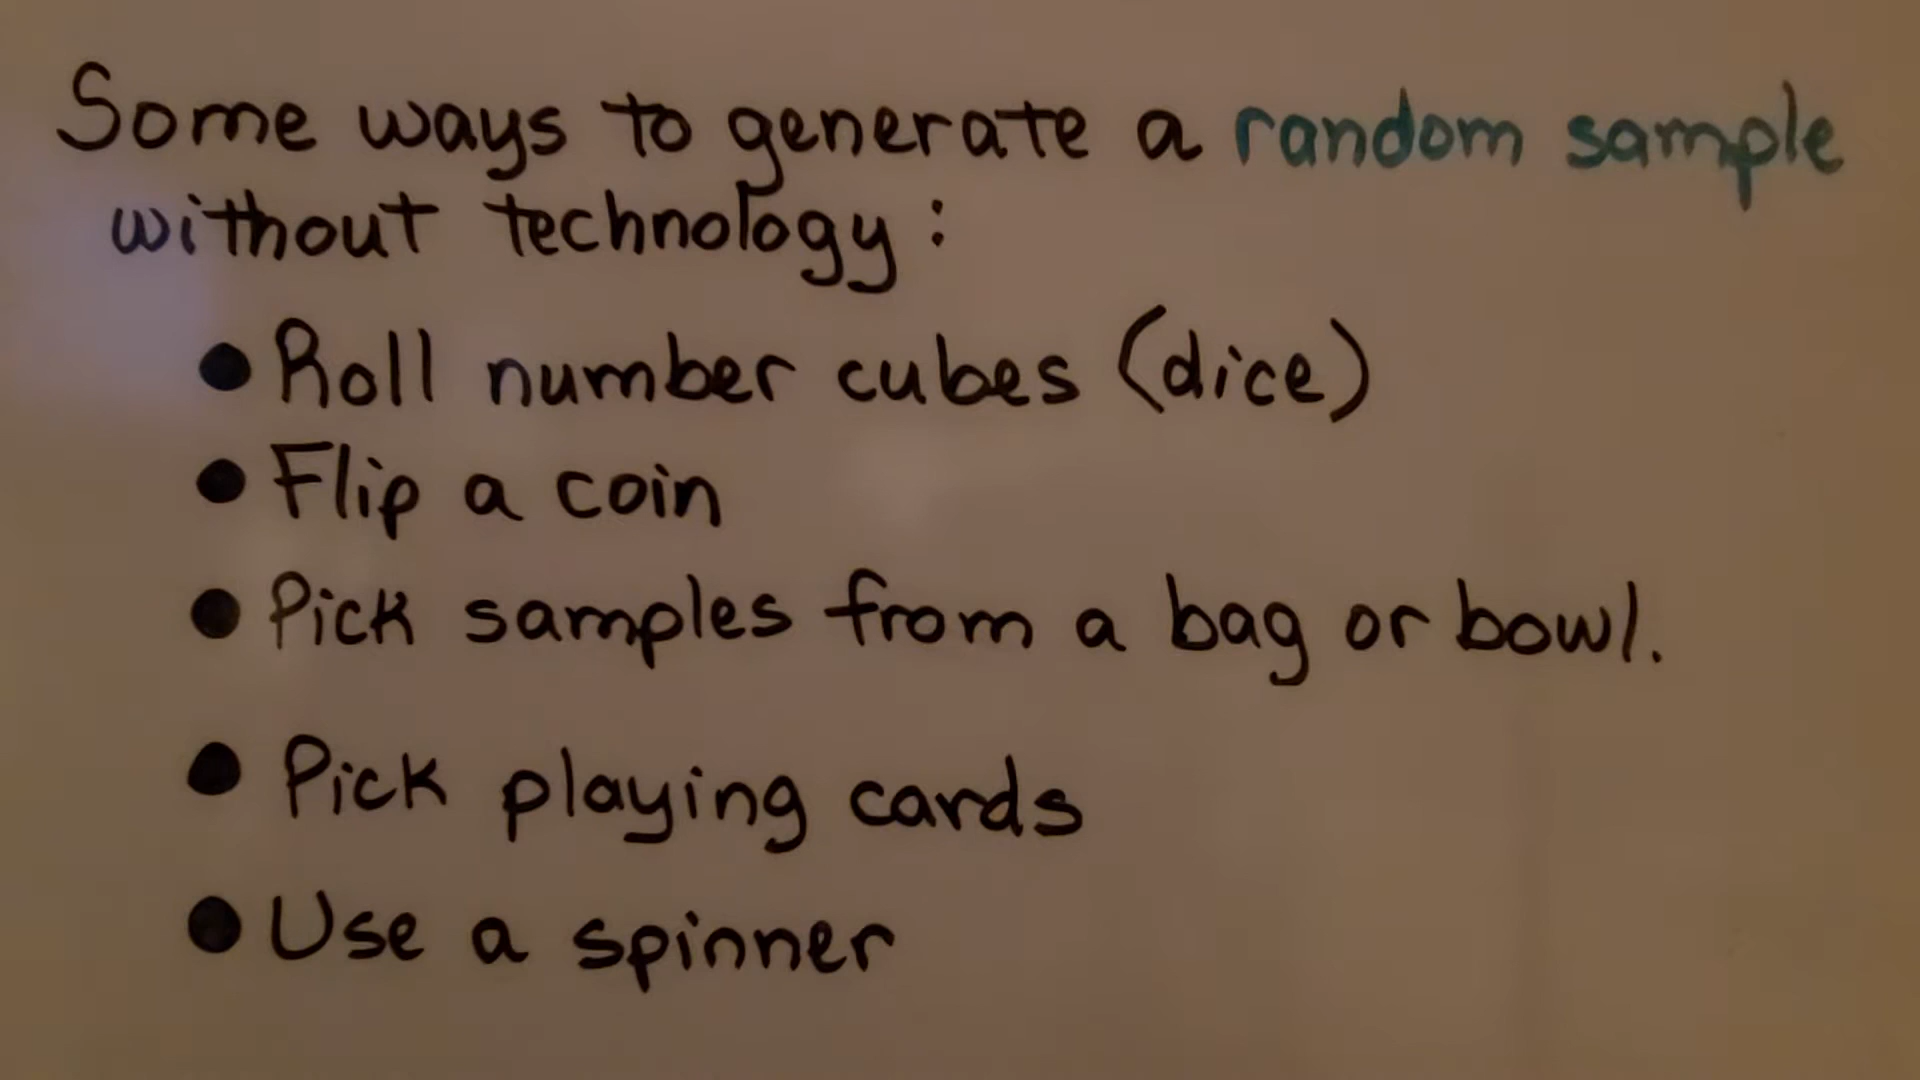 Some ways to generate a random sample
without technology:
● Roll number cubes (dice)
● Flip a coin
● Pick samples from a bag or bowl.
● Pick playing cards
● Use a spinner